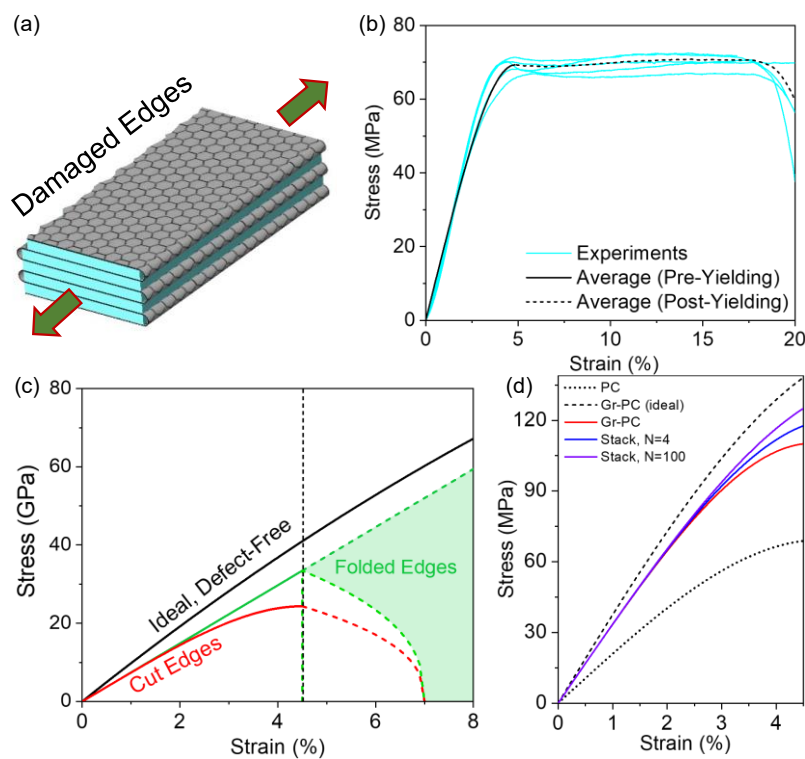 (a)
Damaged Edges
(b)
80
60
40
20
0
Stress (MPa)
Experiments
Average (Pre-Yielding)
Average (Post-Yielding)
0 5 10 15 20
Strain (%)
(c)
80
60
40
20
0
Stress (GPa)
Ideal, Defect-Free
Folded Edges
Cut Edges
0 2 4 6 8
Strain (%)
(d)
PC
Gr-PC (ideal)
Gr-PC
Stack, N=4
Stack, N=100
120
90
60
30
0
Stress (MPa)
0 1 2 3 4
Strain (%)